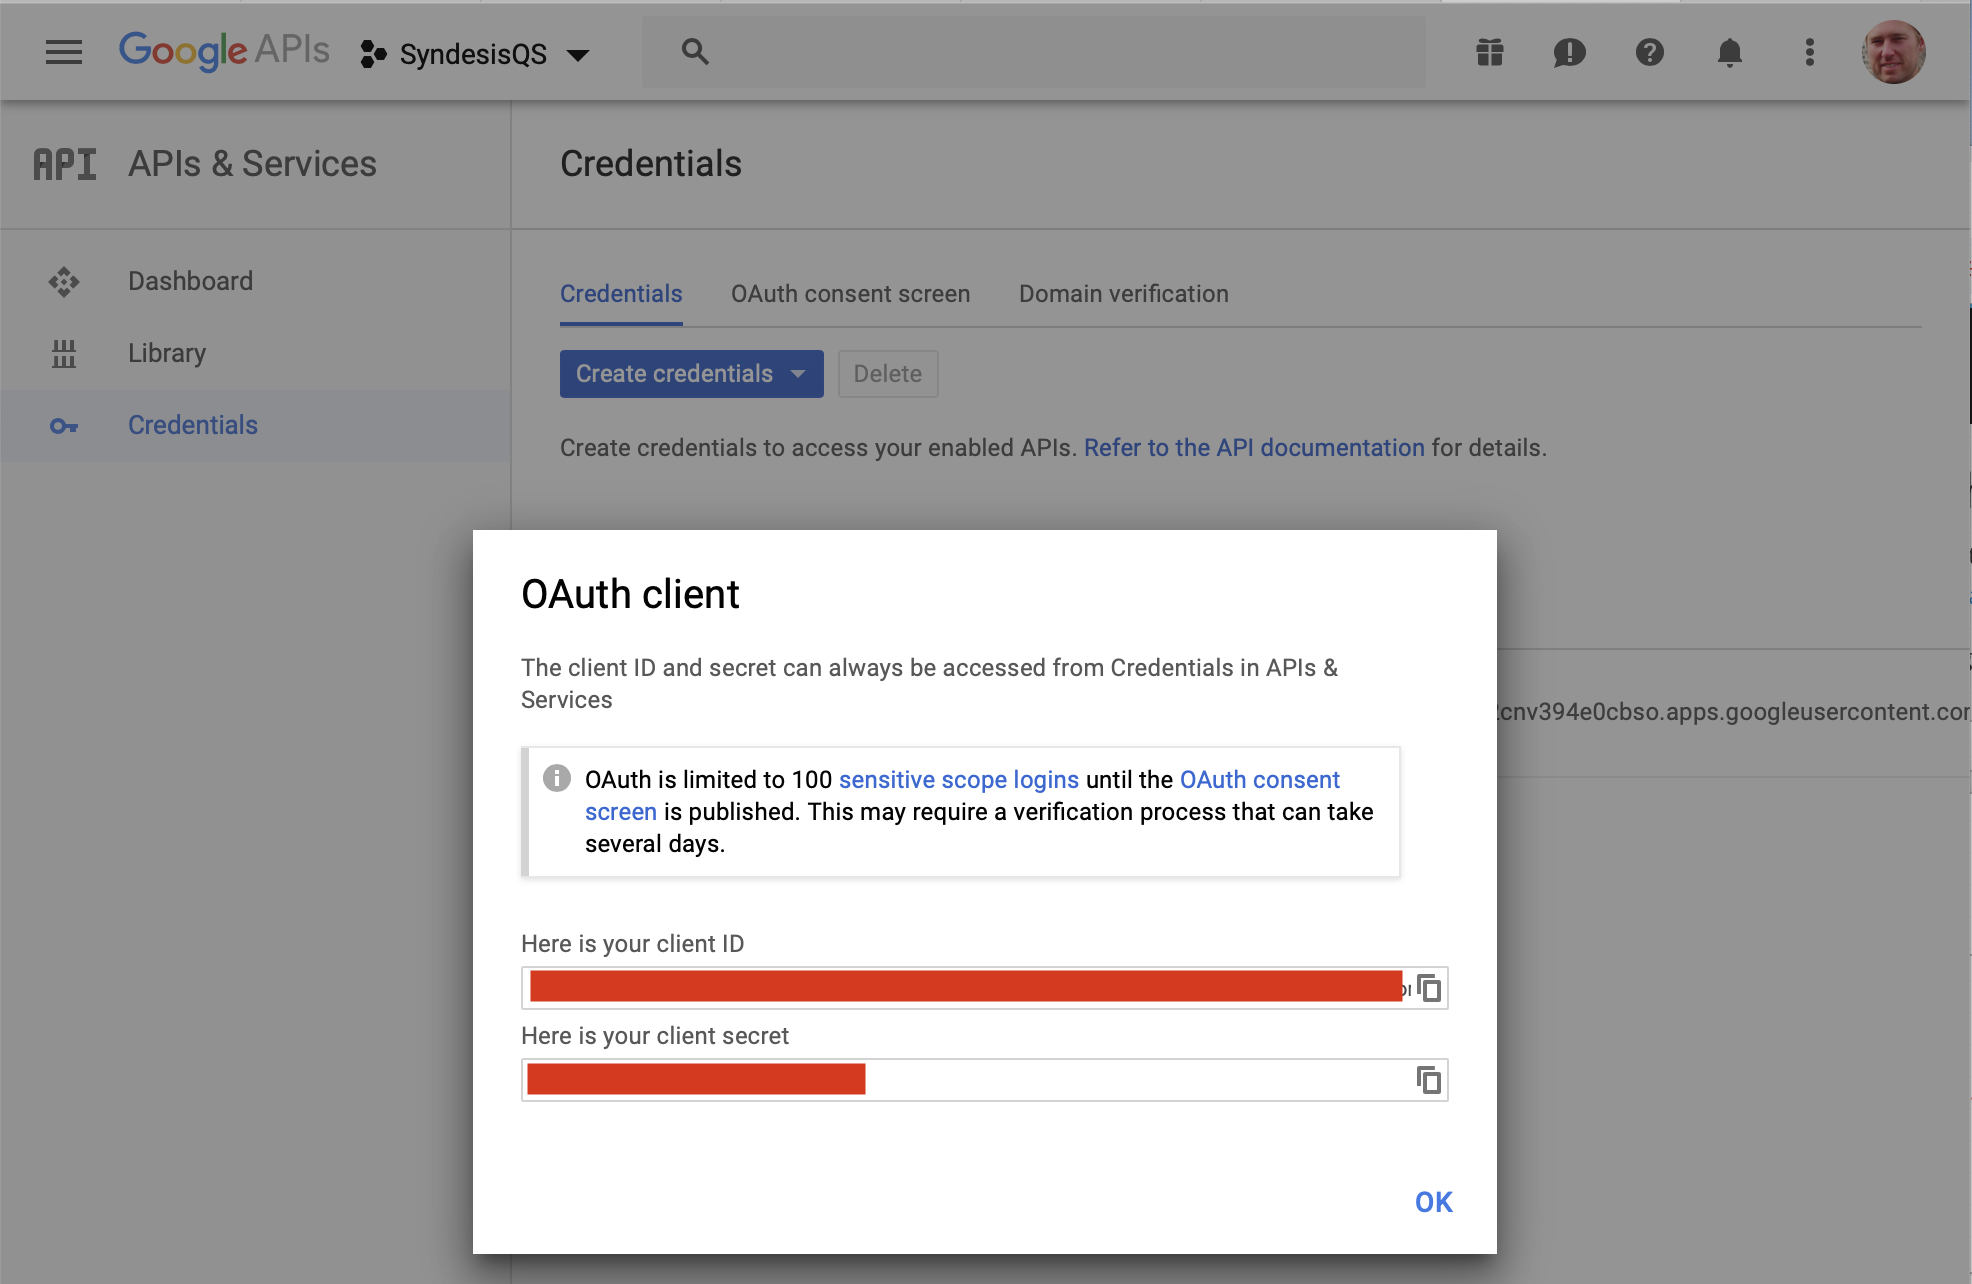 Google APIs SyndesisQS
API APIs & Services
Credentials
Dashboard
Library
Credentials
Credentials OAuth consent screen Domain verification
Create credentials Delete
Create credentials to access your enabled APIs. Refer to the API documentation for details.
cnv394e0cbso.apps.googleusercontent.cor
OAuth client
The client ID and secret can always be accessed from Credentials in APIs &
Services
OAuth is limited to 100 sensitive scope logins until the OAuth consent
screen is published. This may require a verification process that can take
several days.
Here is your client ID
Here is your client secret
OK